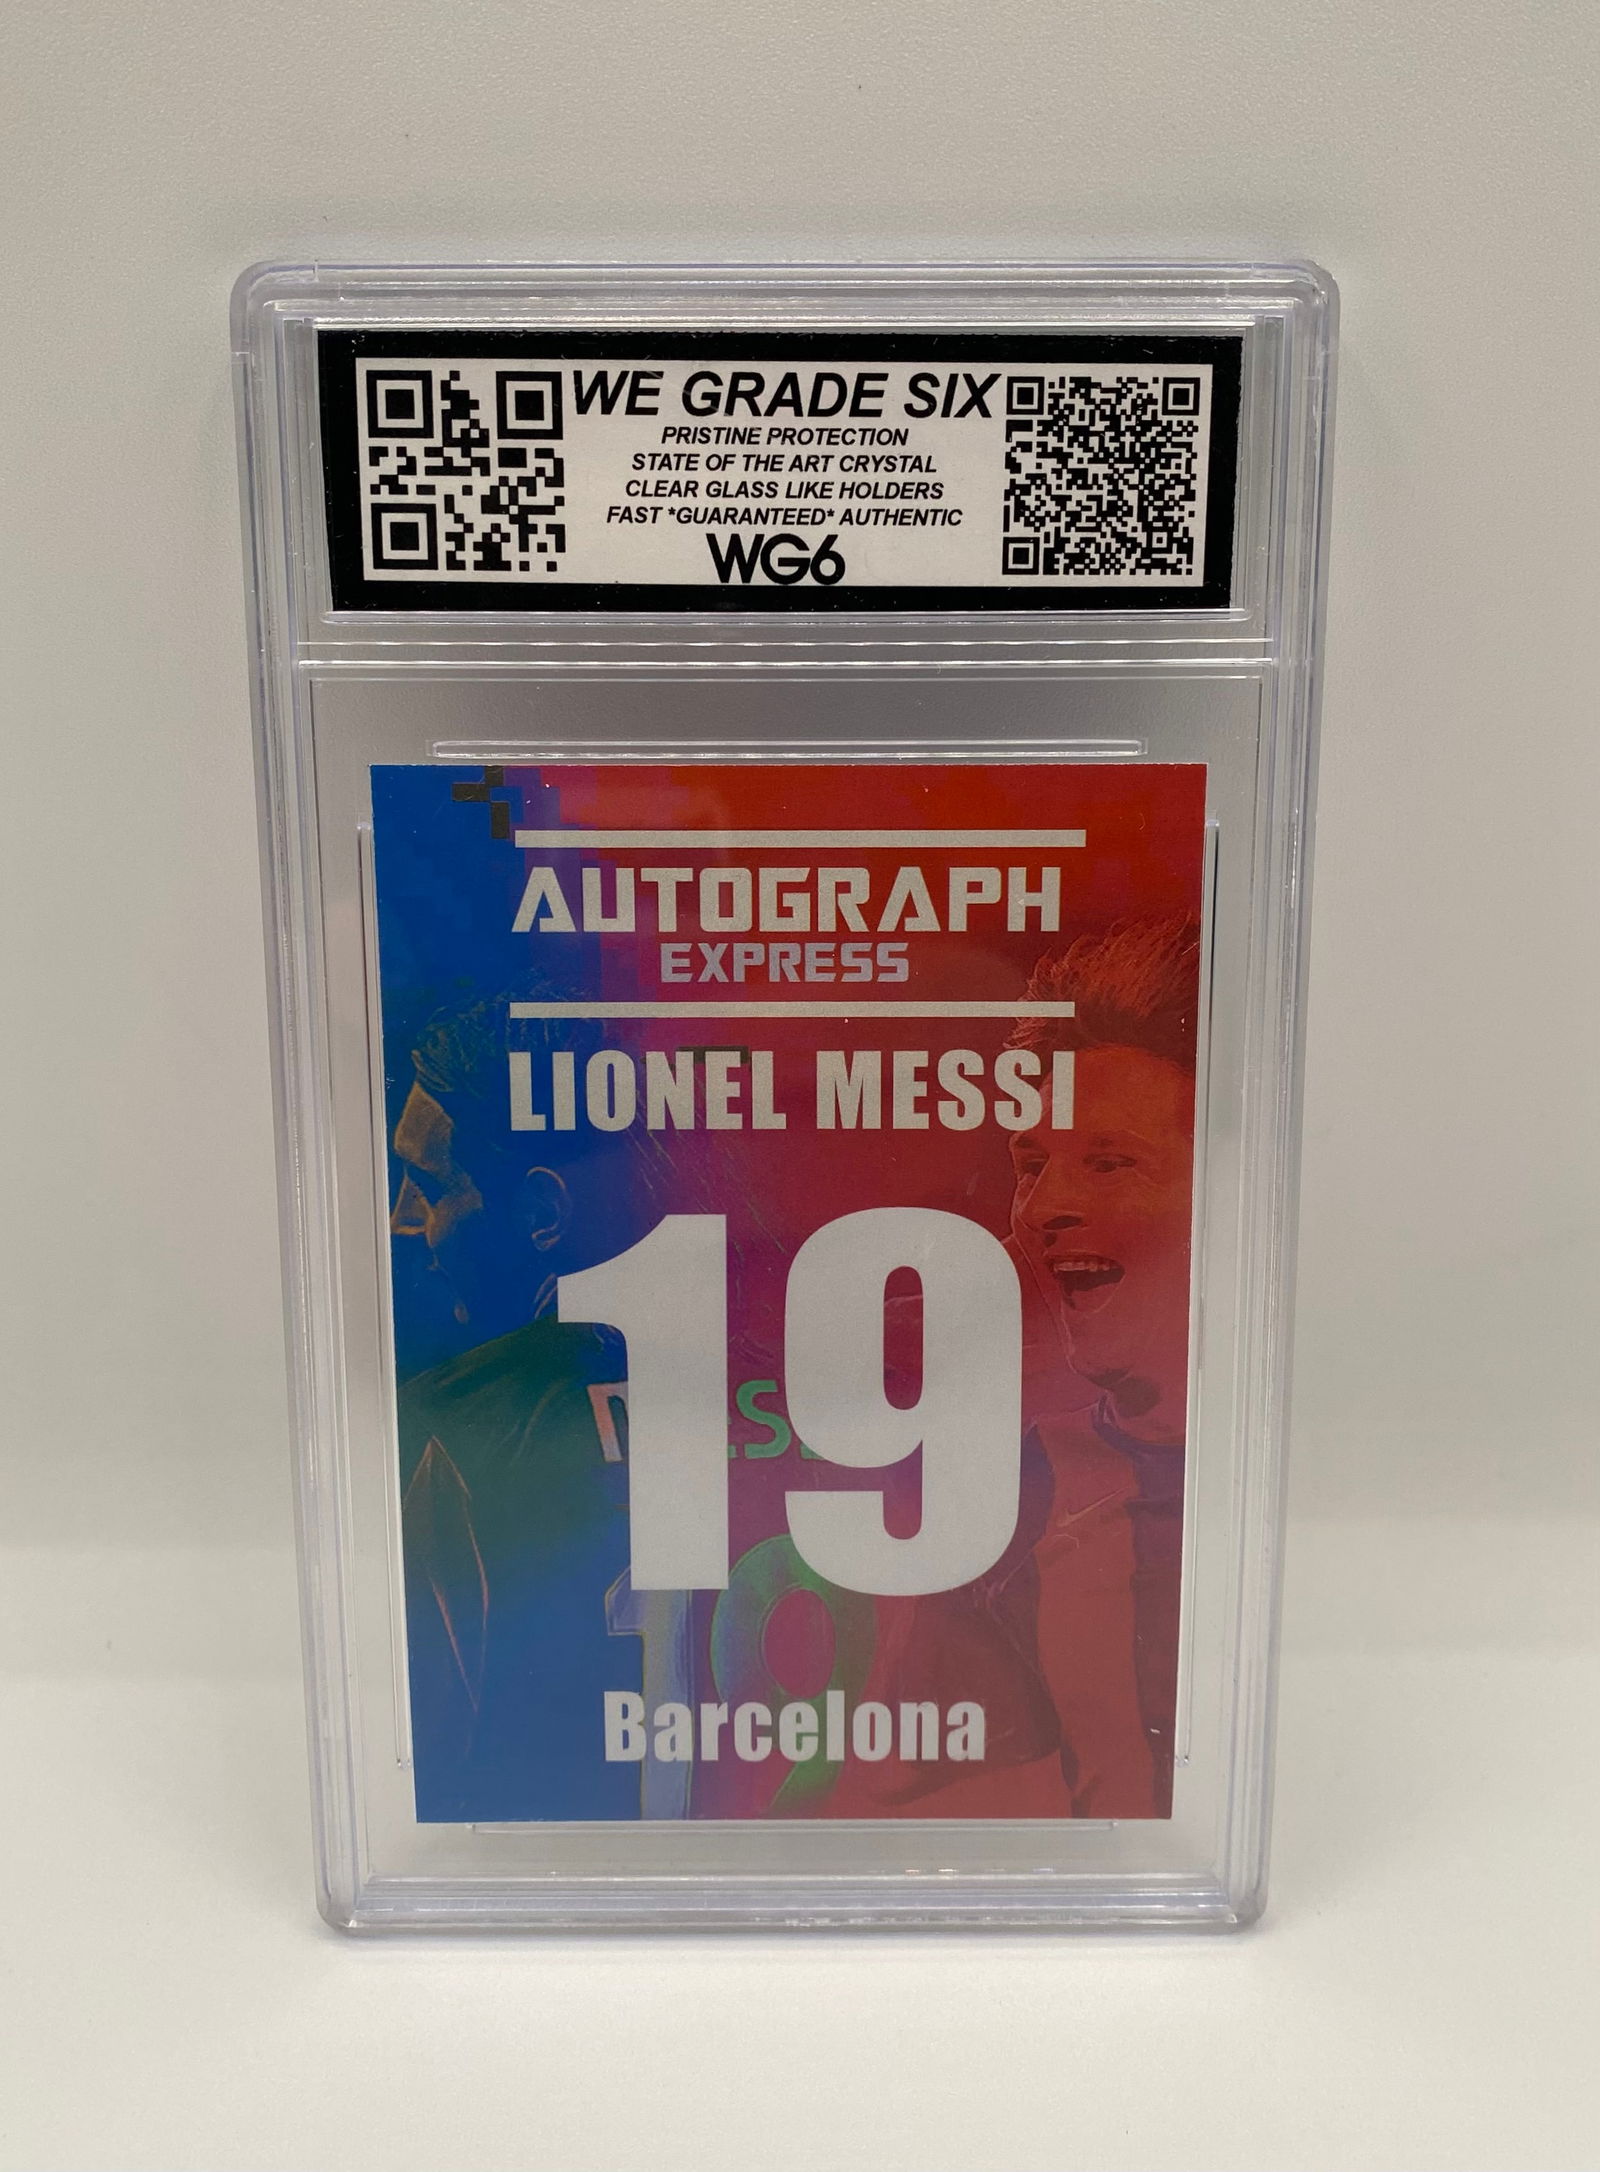 WE GRADE SIX
PRISTINE PROTECTION
STATE OF THE ART CRYSTAL
CLEAR GLASS LIKE HOLDERS
FAST *GUARANTEED* AUTHENTIC
WG6
AUTOGRAPH
EXPRESS
LIONEL MESSI
19
19
Barcelona